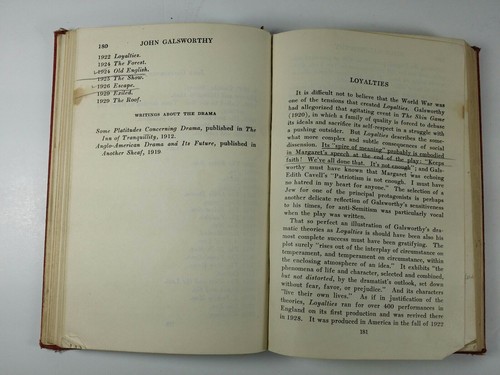 180 JOHN GALSWORTHY
1922 Loyalties.
1924 The Forest.
1924 Old English.
1925 The Show.
1926 Escape.
1929 Exiled.
1929 The Roof.
WRITINGS ABOUT THE DRAMA
Some Platitudes Concerning Drama, published in The
Inn of Tranquillity, 1912.
Anglo-American Drama and Its Future, published in
Another Sheaf, 1919.
LOYALTIES
It is difficult not to believe that the World War was
one of the tensions that created Loyalties. Galsworthy
had allegorized that agitating event in The Skin Game
(1920), in which a family of quality is forced to debase
its ideals and sacrifice its self-respect in a struggle with
a pushing outsider. But Loyalties describes the some-
what more complex and subtle consequences of social
dissension. Its "spire of meaning" probably is embodied
in Margaret's speech at the end of the play: "Keeps
faith! We've all done that. It's not enough"; and Gals-
worthy must have known that Margaret was echoing
Edith Cavell's "Patriotism is not enough. I must have
no hatred in my heart for anyone." The selection of a
Jew for one of the principal protagonists is perhaps
another delicate reflection of Galsworthy's sensitiveness
to his times, for anti-Semitism was particularly vocal
when the play was written.
That so perfect an illustration of Galsworthy's dra-
matic theories as Loyalties is should have been also his
most complete success must have been gratifying. The
plot surely "rises out of the interplay of circumstance on
temperament, and temperament on circumstance, within
the enclosing atmosphere of an idea." It exhibits "the
phenomena of life and character, selected and combined,
but not distorted, by the dramatist's outlook, set down
without fear, favor, or prejudice." And its characters
"live their own lives." As if in justification of the
theories, Loyalties ran for over 400 performances in
England on its first production and was revived there
in 1928. It was produced in America in the fall of 1922
181